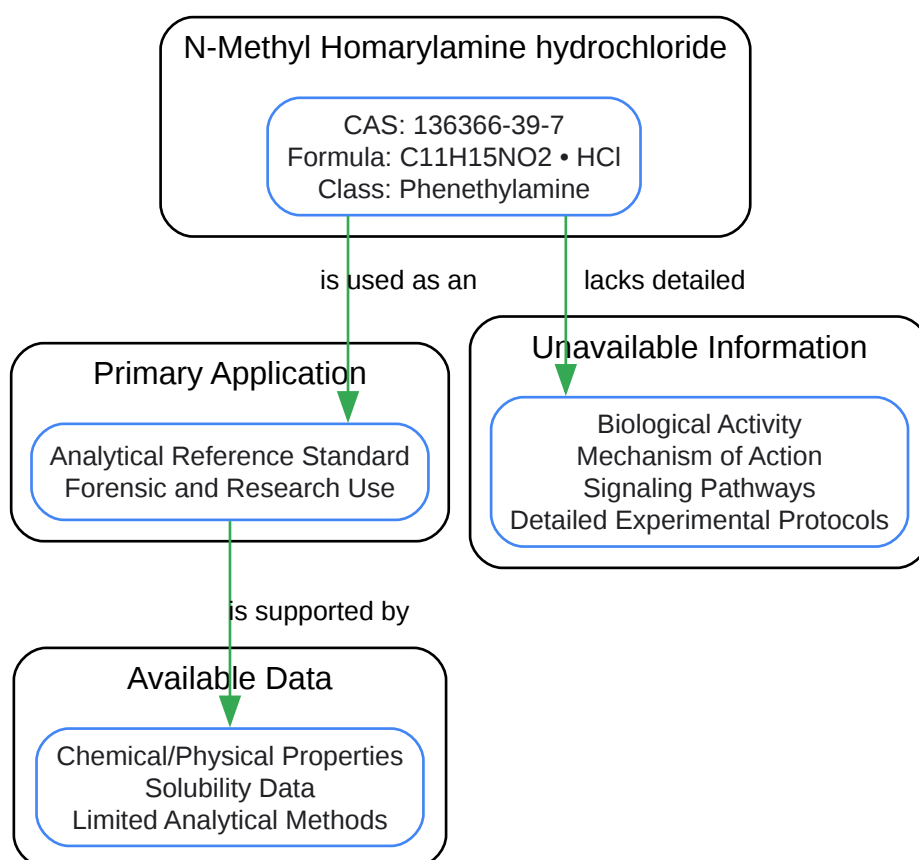 N-Methyl Homarylamine hydrochloride
CAS: 136366-39-7
Formula: C11H15NO2 • HCl
Class: Phenethylamine
is used as an
lacks detailed
Primary Application
Analytical Reference Standard
Forensic and Research Use
Unavailable Information
Biological Activity
Mechanism of Action
Signaling Pathways
Detailed Experimental Protocols
is supported by
Available Data
Chemical/Physical Properties
Solubility Data
Limited Analytical Methods